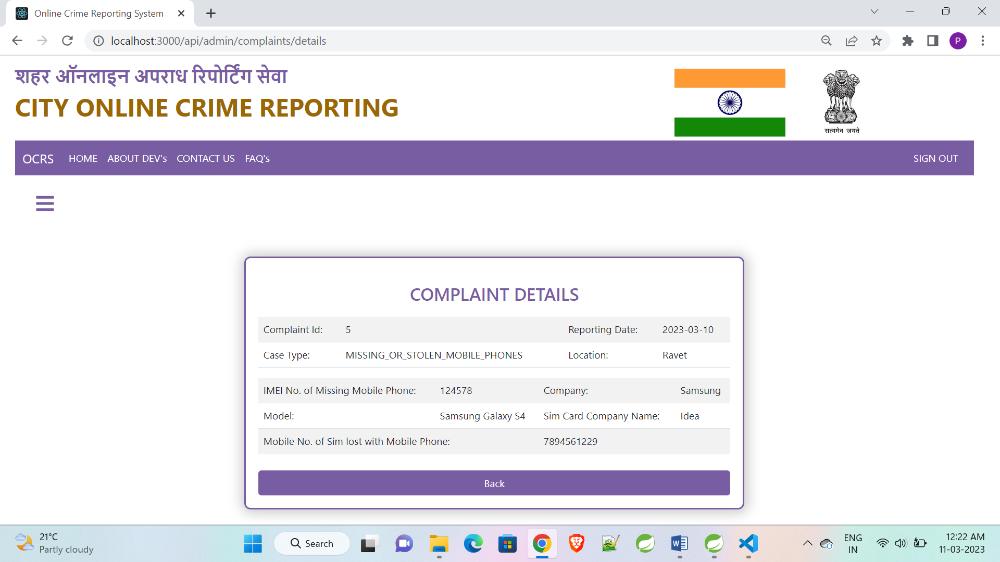 Online Crime Reporting System
localhost:3000/api/admin/complaints/details
P
शहर ऑनलाइन अपराध रिपोर्टिंग सेवा
CITY ONLINE CRIME REPORTING
सत्यमेव जयते
OCRS HOME ABOUT DEV's CONTACT US FAQ's SIGN OUT
COMPLAINT DETAILS
Complaint Id: 5 Reporting Date: 2023-03-10
Case Type: MISSING_OR_STOLEN_MOBILE_PHONES Location: Ravet
IMEI No. of Missing Mobile Phone: 124578 Company: Samsung
Model: Samsung Galaxy S4 Sim Card Company Name: Idea
Mobile No. of Sim lost with Mobile Phone: 7894561229
Back
21°C
Partly cloudy
Search
ENG
IN
12:22 AM
11-03-2023